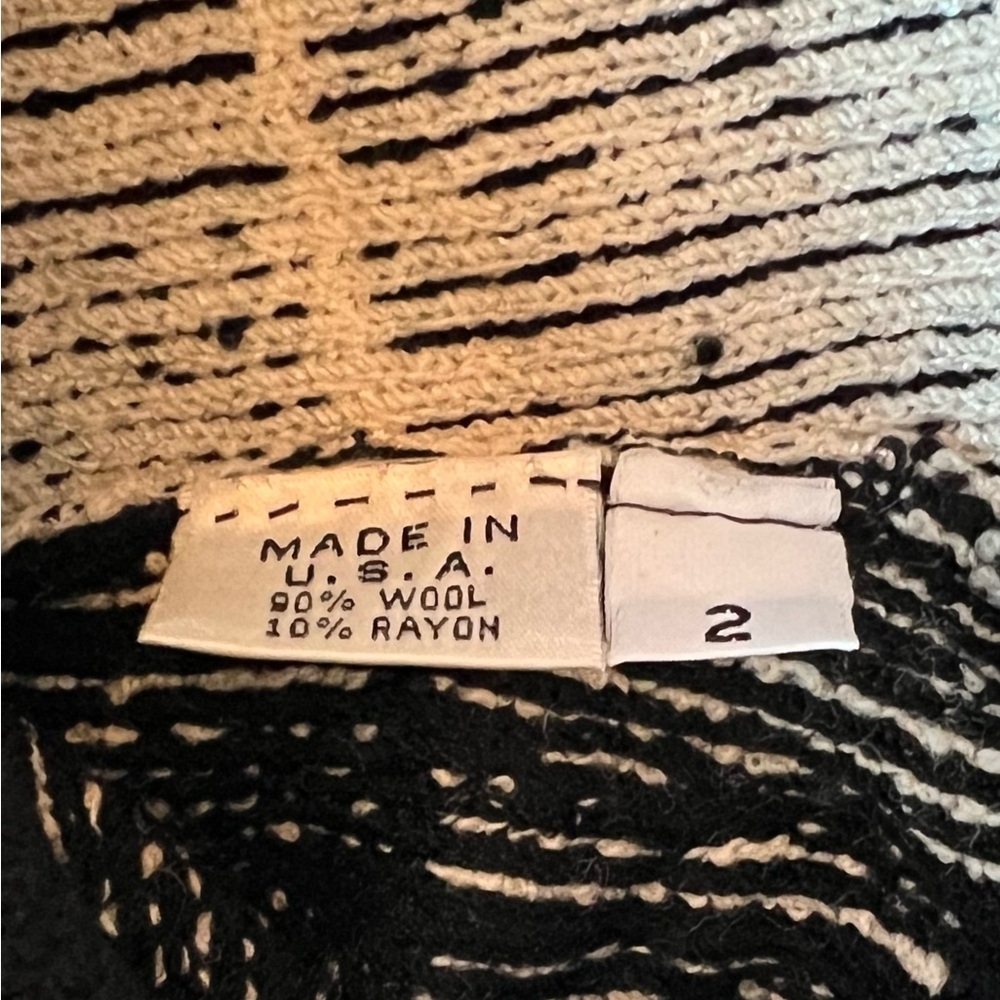 MADE IN
U.S.A.
90% WOOL
10% RAYON
2